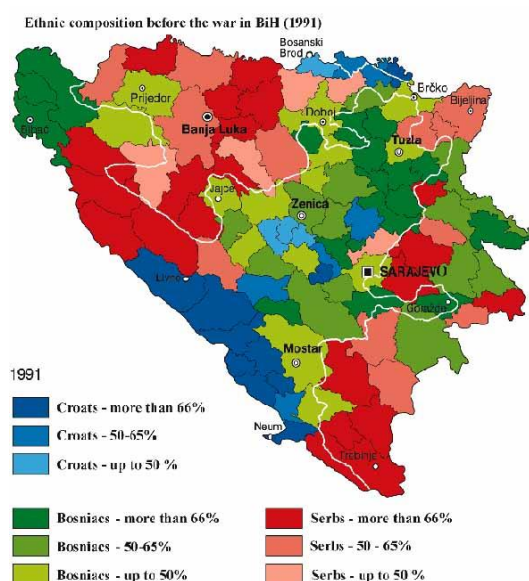 Ethnic composition before the war in BiH (1991)
Bosanski
Brod
Brčko
Prijedor
Doboj
Bijeljina
Bihać
Banja Luka
Tuzla
Jajce
Zenica
SARAJEVO
Livno
Goražde
Mostar
Neum
Trebinje
1991
Croats - more than 66%
Croats - 50-65%
Croats - up to 50 %
Bosniacs - more than 66%
Bosniacs - 50-65%
Bosniacs - up to 50%
Serbs - more than 66%
Serbs - 50 - 65%
Serbs - up to 50 %